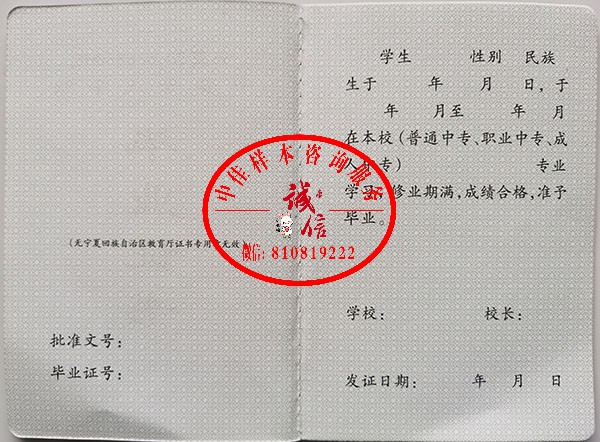 (无宁夏回族自治区教育厅证书专用章无效)
批准文号：
毕业证号：
学生 性别 民族
生于 年 月 日，于
年 月至 年 月
在本校（普通中专、职业中专、成
人中专） 专业
学习，修业期满，成绩合格，准予
毕业。
学校： 校长：
发证日期： 年 月 日
中佳样本咨询服务
诚信
微信：810819222